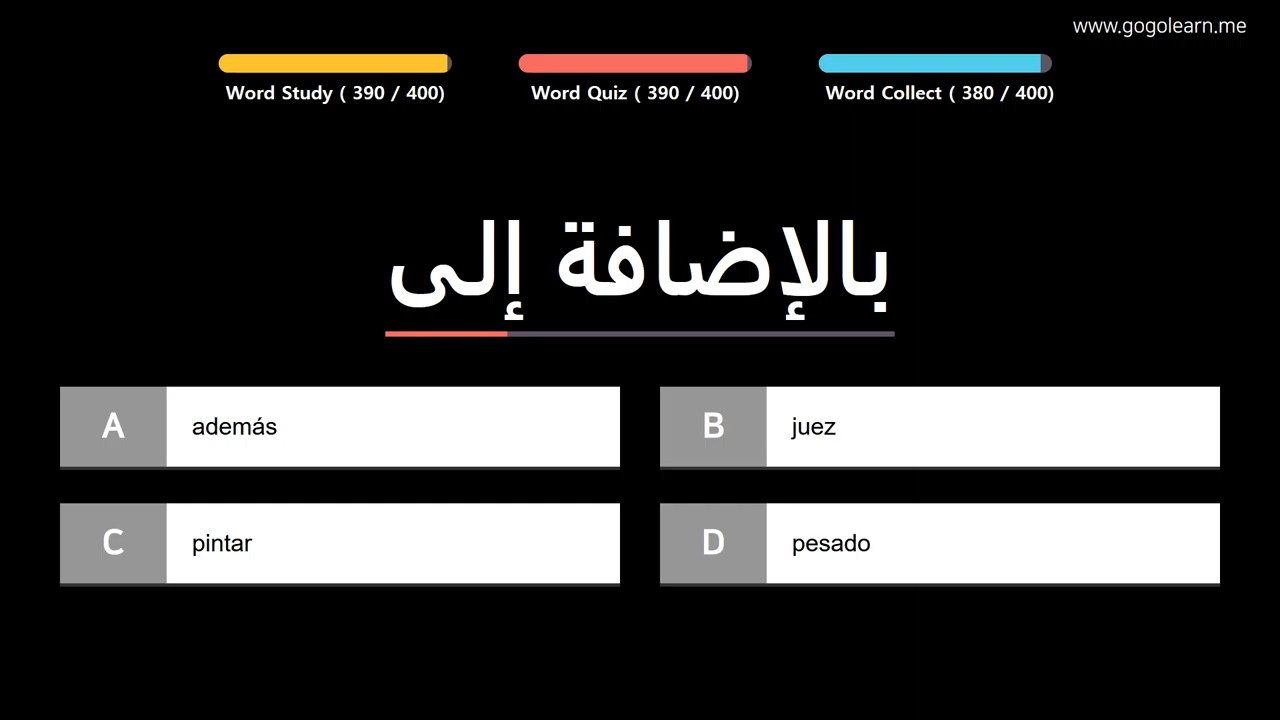 www.gogolearn.me
Word Study ( 390 / 400)
Word Quiz ( 390 / 400)
Word Collect ( 380 / 400)
بالإضافة إلى
A
además
B
juez
C
pintar
D
pesado